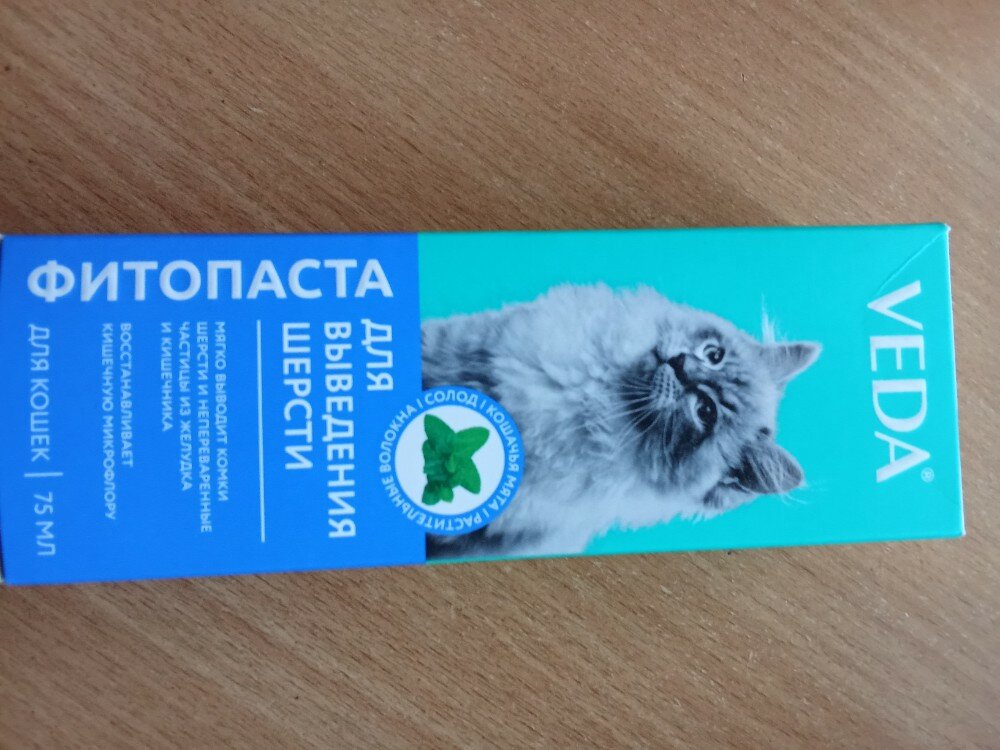 VEDA®
СОЛОД | КОШАЧЬЯ МЯТА | РАСТИТЕЛЬНЫЕ ВОЛОКНА |
ФИТОПАСТА
ДЛЯ
ВЫВЕДЕНИЯ
ШЕРСТИ
МЯГКО ВЫВОДИТ КОМКИ
ШЕРСТИ И НЕПЕРЕВАРЕННЫЕ
ЧАСТИЦЫ ИЗ ЖЕЛУДКА
И КИШЕЧНИКА
ВОССТАНАВЛИВАЕТ
КИШЕЧНУЮ МИКРОФЛОРУ
ДЛЯ КОШЕК | 75 МЛ